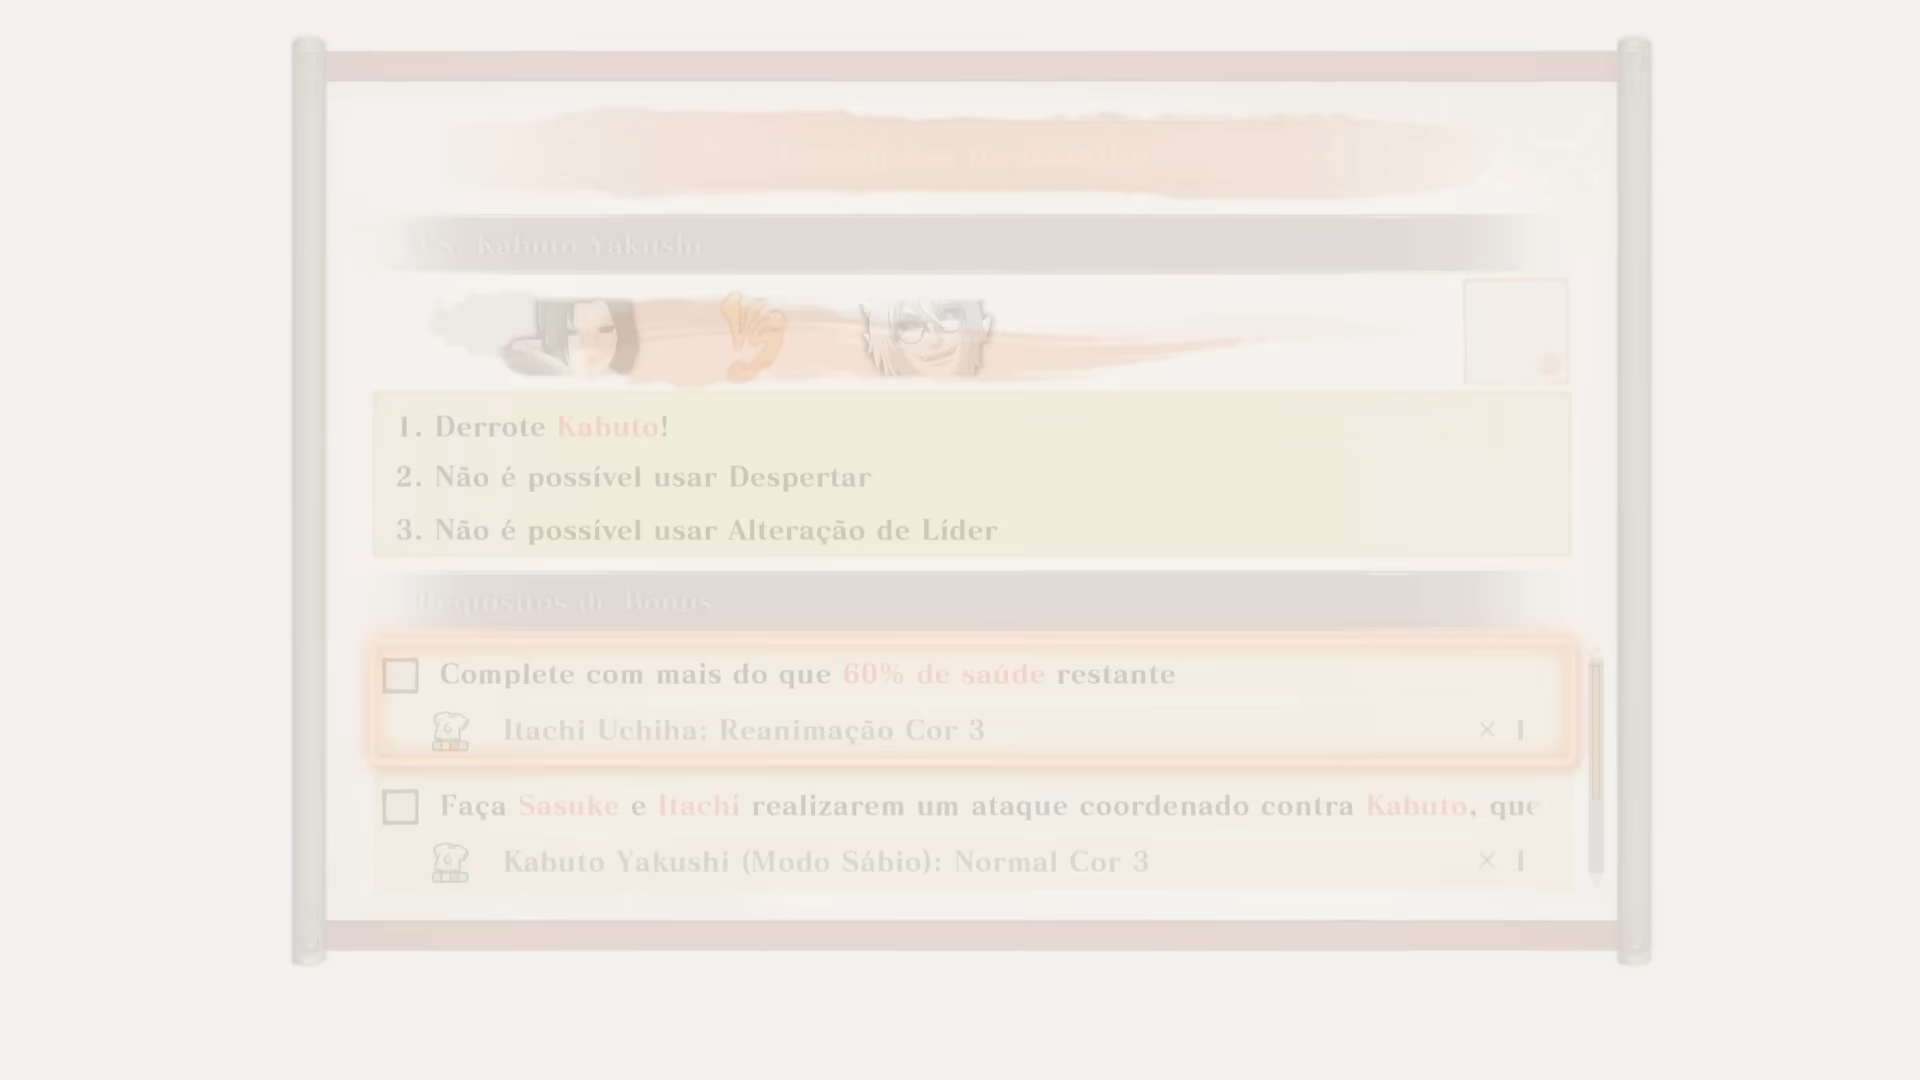 VS. Kabuto Yakushi
1. Derrote Kabuto!
2. Não é possível usar Despertar
3. Não é possível usar Alteração de Líder
Requisitos de Bônus
Complete com mais do que 60% de saúde restante
Itachi Uchiha: Reanimação Cor 3 × 1
Faça Sasuke e Itachi realizarem um ataque coordenado contra Kabuto, que
Kabuto Yakushi (Modo Sábio): Normal Cor 3 × 1